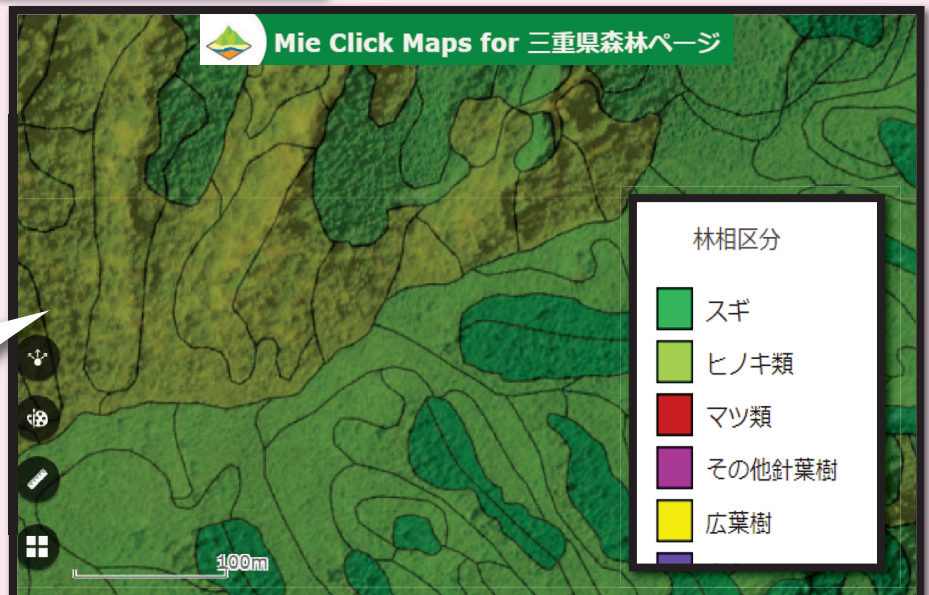 Mie Click Maps for 三重県森林ページ
林相区分
スギ
ヒノキ類
マツ類
その他針葉樹
広葉樹
100m